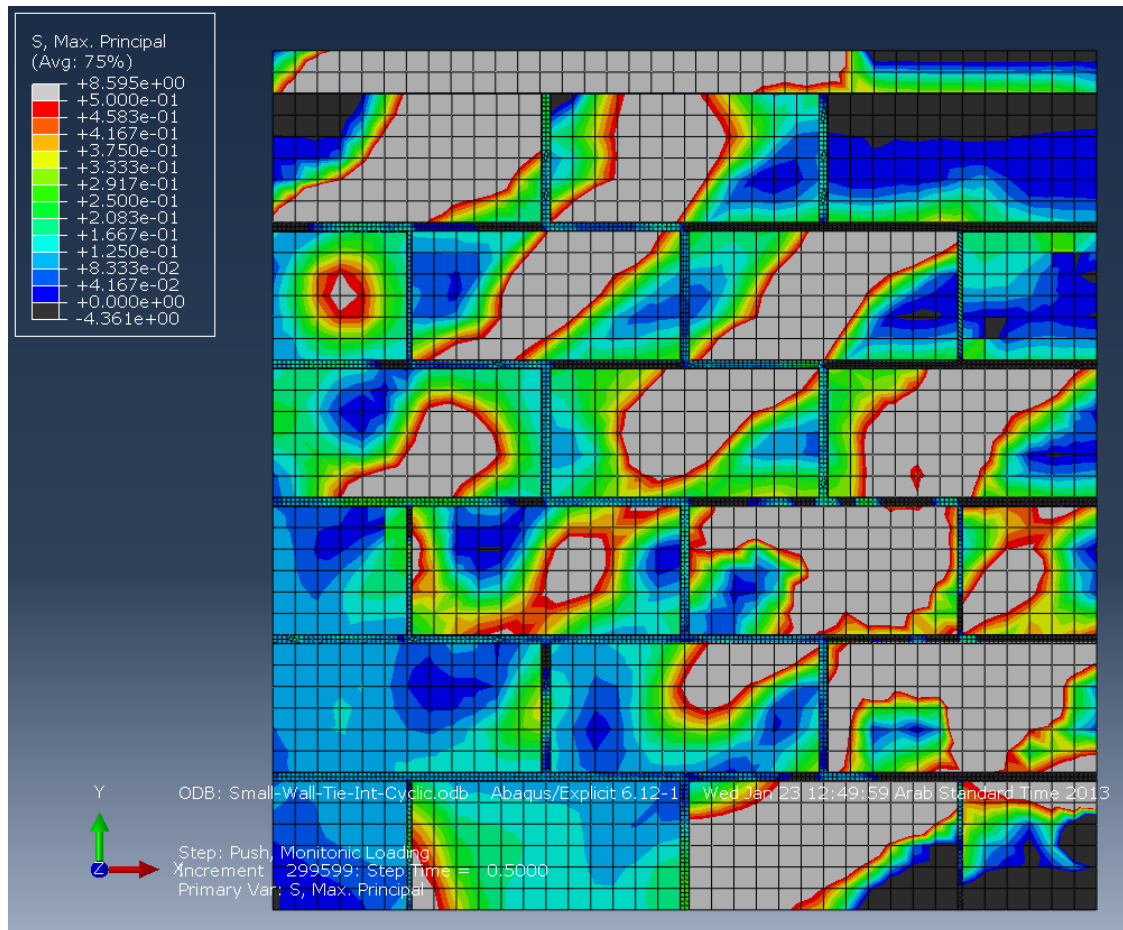 S, Max. Principal
(Avg: 75%)
+8.595e+00
+5.000e-01
+4.583e-01
+4.167e-01
+3.750e-01
+3.333e-01
+2.917e-01
+2.500e-01
+2.083e-01
+1.667e-01
+1.250e-01
+8.333e-02
+4.167e-02
+0.000e+00
-4.361e+00
Y
Z
X
ODB: Small-Wall-Tie-Int-Cyclic.odb Abaqus/Explicit 6.12-1 Wed Jan 23 12:49:59 Arab Standard Time 2013
Step: Push, Monitonic Loading
Increment 299599: Step Time = 0.5000
Primary Var: S, Max. Principal